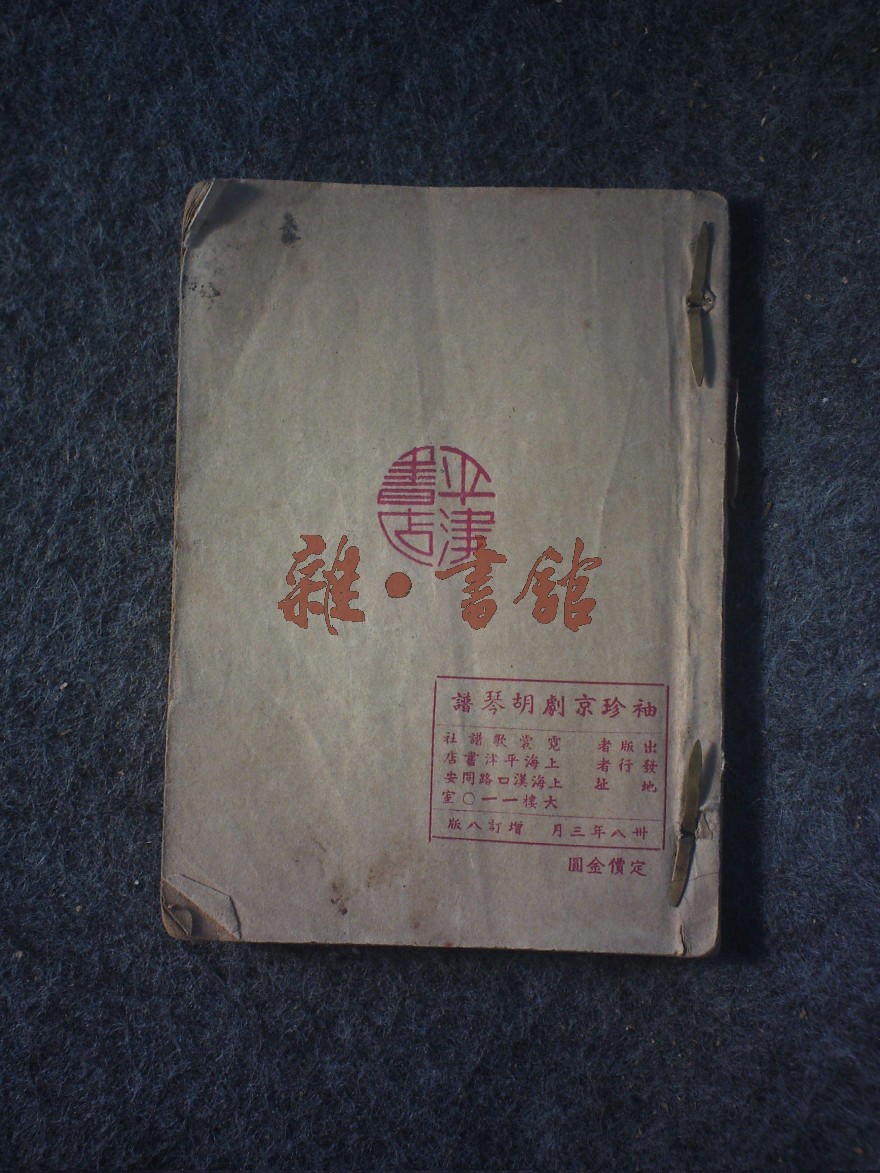 平津書店
雜·書館
袖珍京劇胡琴譜
出版者 霓裳歌譜社
發行者 上海平津書店
地址 上海漢口路同安
大樓一一〇室
卅八年三月 增訂八版
定價金圓